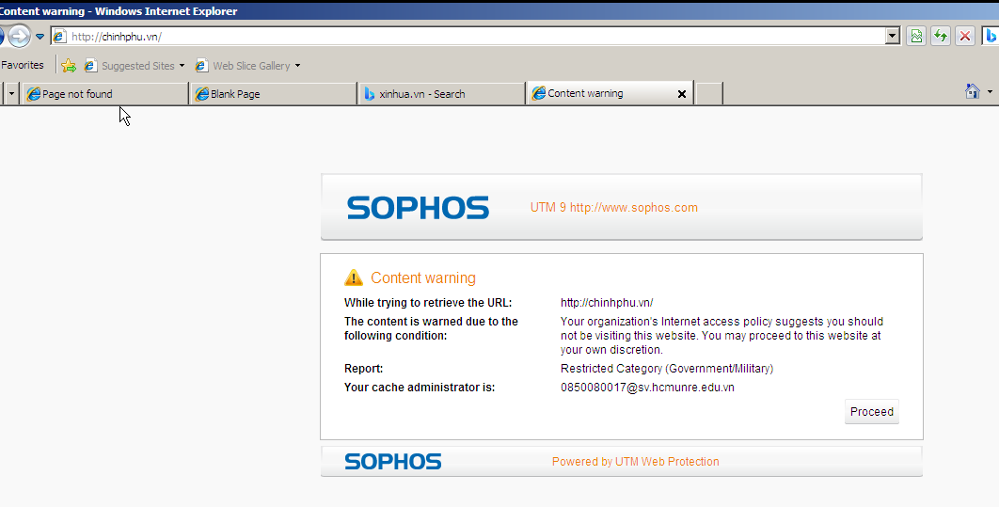 Content warning - Windows Internet Explorer
http://chinhphu.vn/
Favorites Suggested Sites Web Slice Gallery
Page not found Blank Page xinhua.vn - Search Content warning
SOPHOS UTM 9 http://www.sophos.com
Content warning
While trying to retrieve the URL: http://chinhphu.vn/
The content is warned due to the following condition: Your organization's Internet access policy suggests you should not be visiting this website. You may proceed to this website at your own discretion.
Report: Restricted Category (Government/Military)
Your cache administrator is: 0850080017@sv.hcmunre.edu.vn
Proceed
SOPHOS Powered by UTM Web Protection